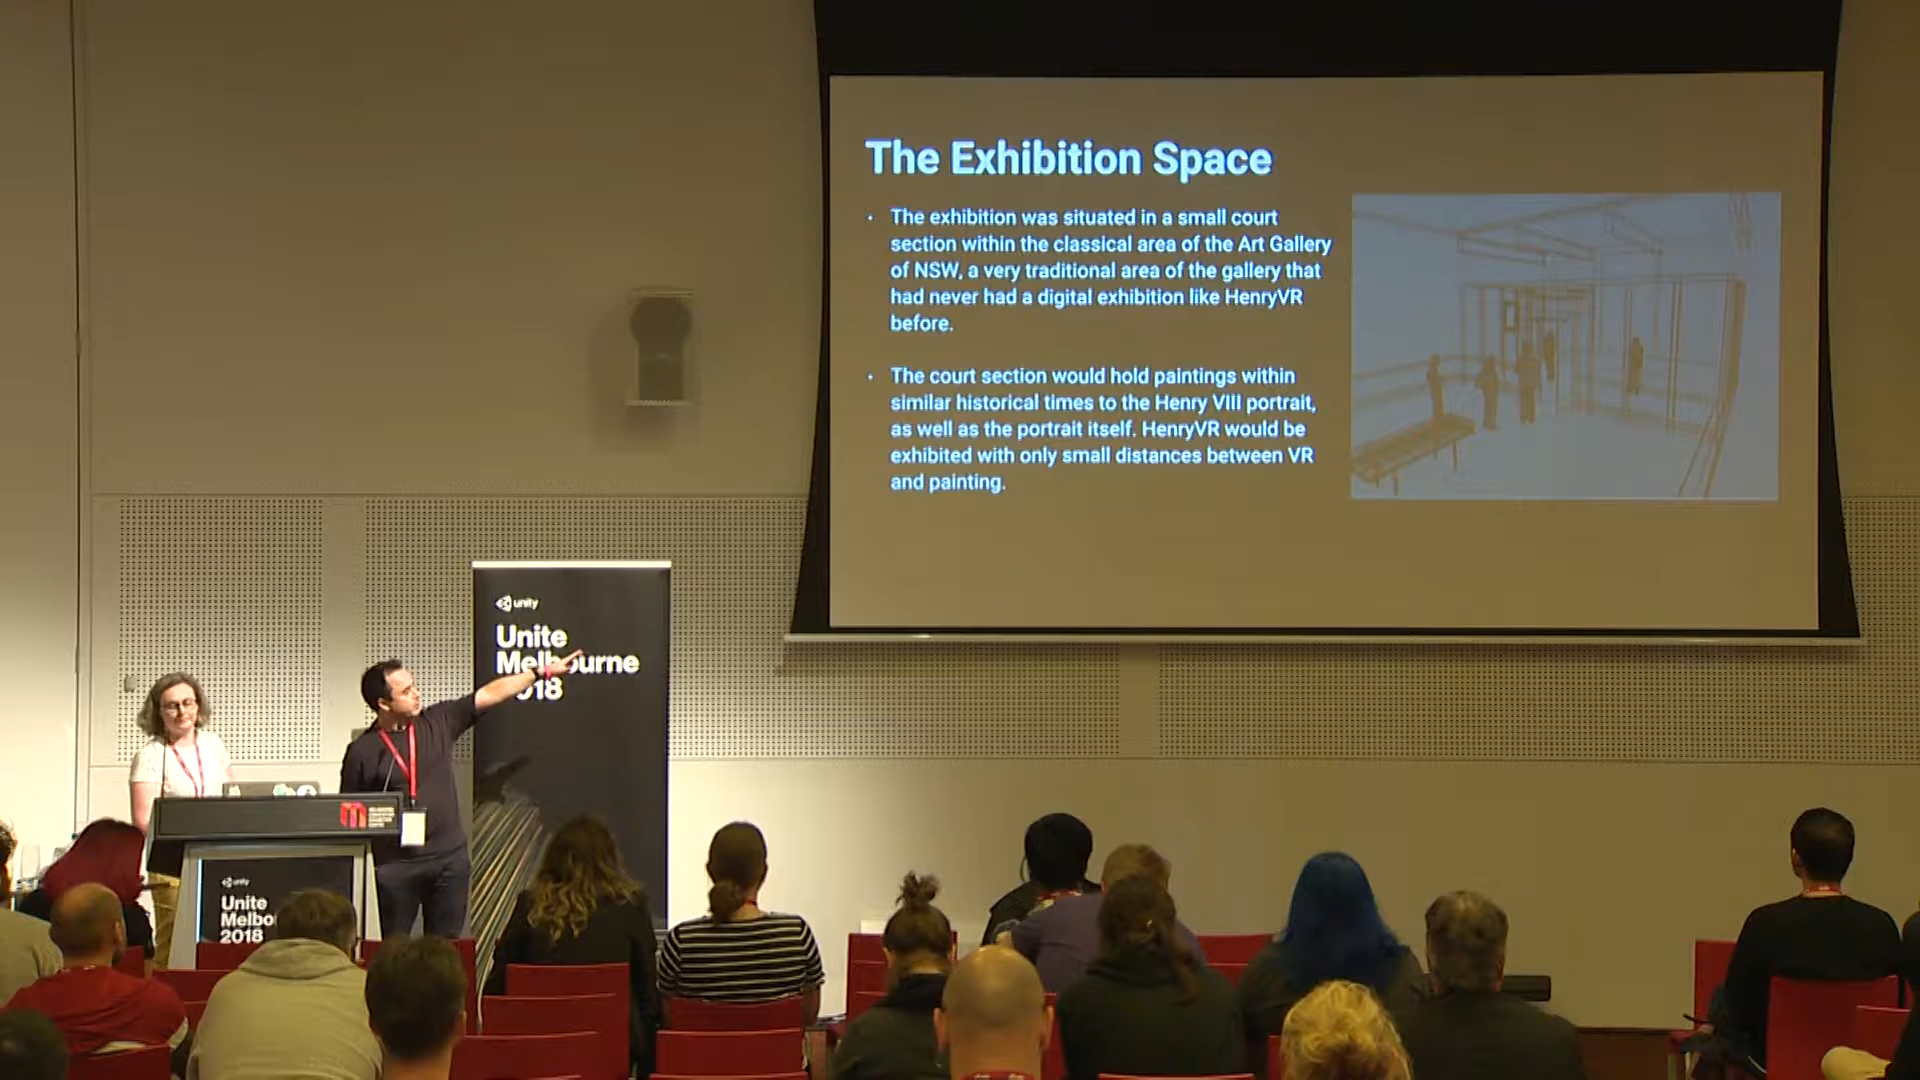 The Exhibition Space
· The exhibition was situated in a small court
section within the classical area of the Art Gallery
of NSW, a very traditional area of the gallery that
had never had a digital exhibition like HenryVR
before.
· The court section would hold paintings within
similar historical times to the Henry VIII portrait,
as well as the portrait itself. HenryVR would be
exhibited with only small distances between VR
and painting.
unity
Unite
Melbourne
2018
unity
Unite
Melbo
2018